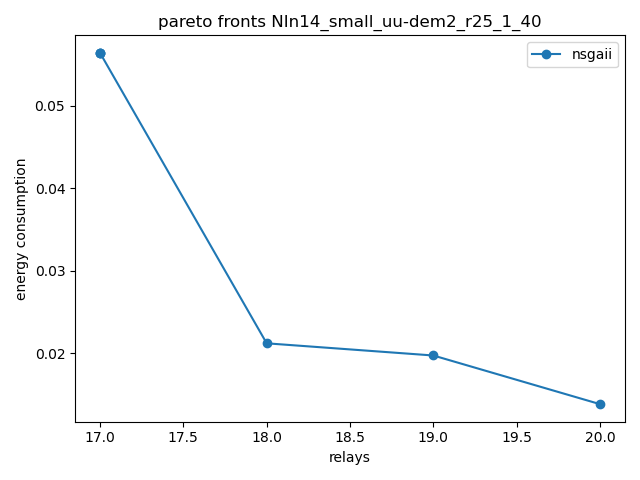 pareto fronts NIn14_small_uu-dem2_r25_1_40
nsgaii
energy consumption
0.05
0.04
0.03
0.02
17.0 17.5 18.0 18.5 19.0 19.5 20.0
relays